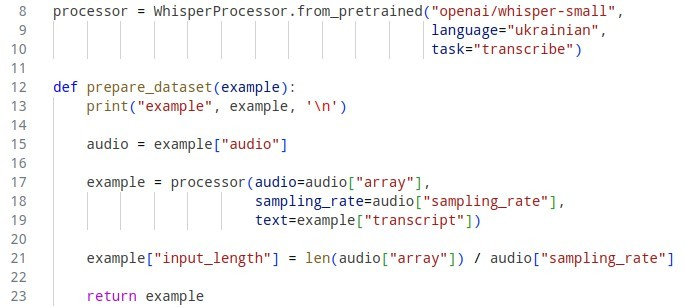 8 processor = WhisperProcessor.from_pretrained("openai/whisper-small",
9 language="ukrainian",
10 task="transcribe")
11
12 def prepare_dataset(example):
13 print("example", example, '\n')
14
15 audio = example["audio"]
16
17 example = processor(audio=audio["array"],
18 sampling_rate=audio["sampling_rate"],
19 text=example["transcript"])
20
21 example["input_length"] = len(audio["array"]) / audio["sampling_rate"]
22
23 return example